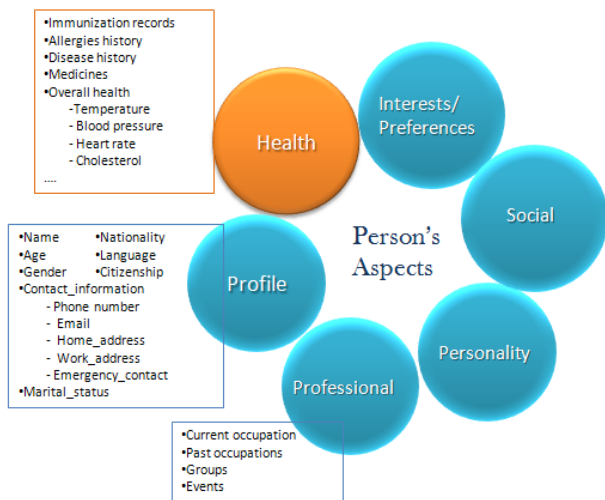 •Immunization records
•Allergies history
•Disease history
•Medicines
•Overall health
-Temperature
- Blood pressure
- Heart rate
- Cholesterol
....
Health
Interests/
Preferences
Social
Person's
Aspects
•Name •Nationality
•Age •Language
•Gender •Citizenship
•Contact_information
- Phone number
- Email
- Home_address
- Work_address
- Emergency_contact
•Marital_status
Profile
Personality
Professional
•Current occupation
•Past occupations
•Groups
•Events